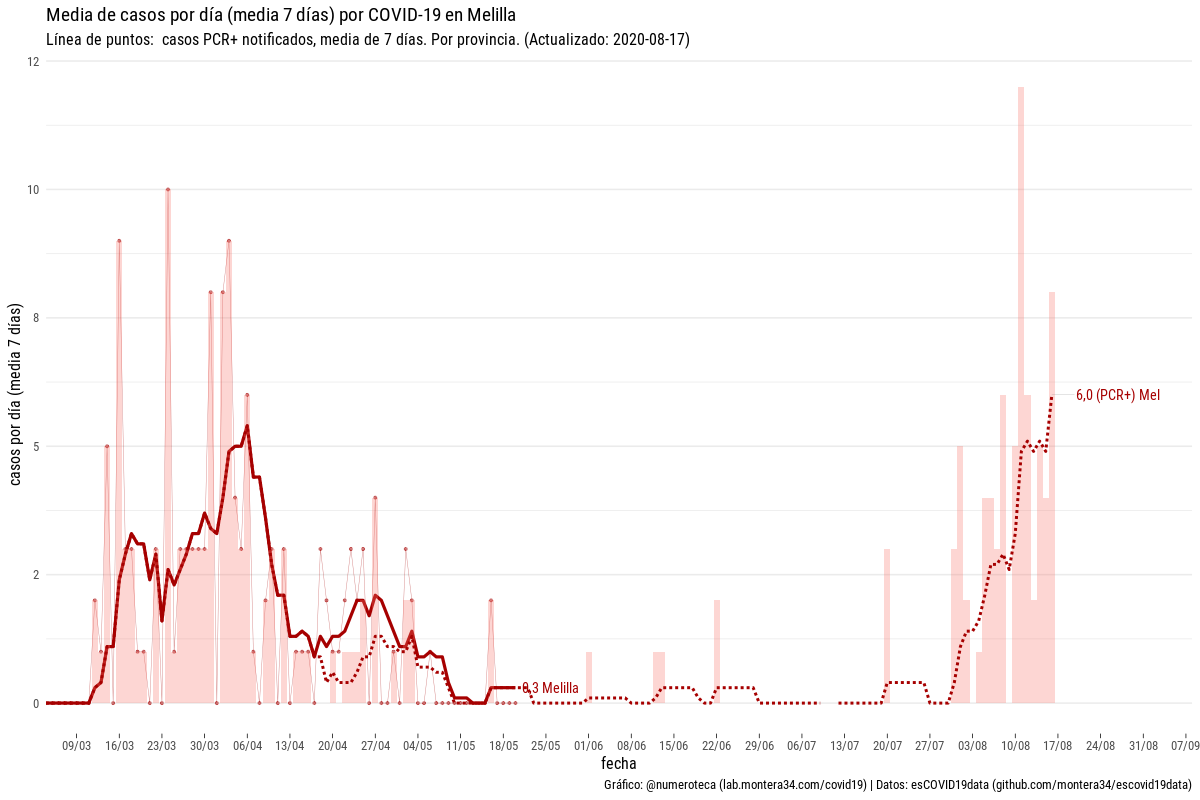 Media de casos por día (media 7 días) por COVID-19 en Melilla
Línea de puntos:  casos PCR+ notificados, media de 7 días. Por provincia. (Actualizado: 2020-08-17)
casos por día (media 7 días)
12
10
8
5
2
0
6,0 (PCR+) Mel
0,3 Melilla
09/03 16/03 23/03 30/03 06/04 13/04 20/04 27/04 04/05 11/05 18/05 25/05 01/06 08/06 15/06 22/06 29/06 06/07 13/07 20/07 27/07 03/08 10/08 17/08 24/08 31/08 07/09
fecha
Gráfico: @numeroteca (lab.montera34.com/covid19) | Datos: esCOVID19data (github.com/montera34/escovid19data)